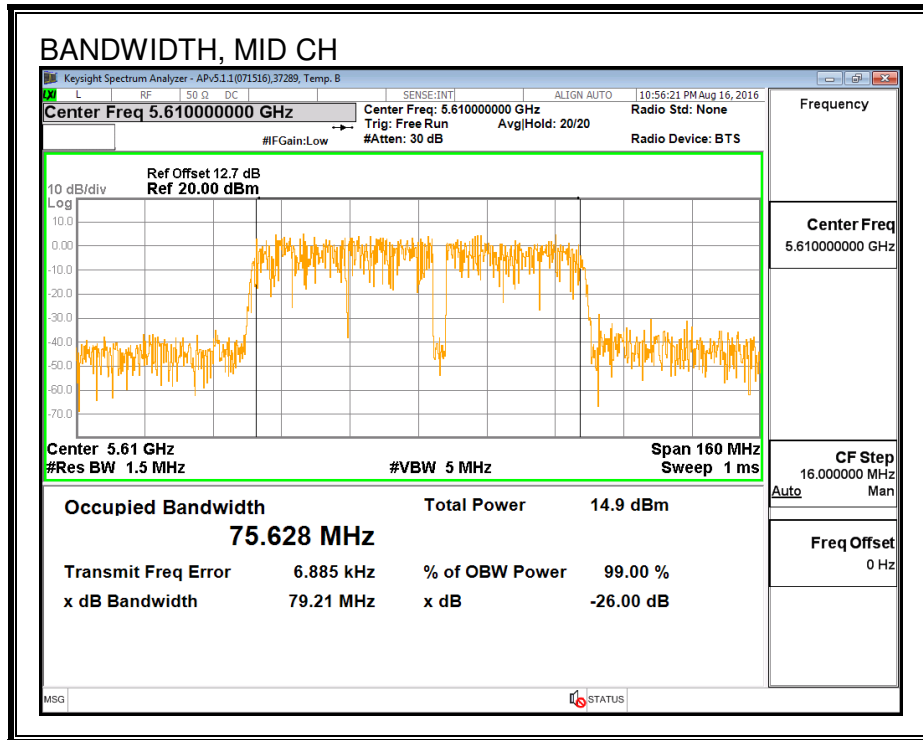 BANDWIDTH, MID CH
Keysight Spectrum Analyzer - APv5.1.1(071516),37289, Temp. B
LXI L RF 50 Ω DC SENSE:INT ALIGN AUTO 10:56:21 PM Aug 16, 2016
Center Freq 5.610000000 GHz
Center Freq: 5.610000000 GHz
Radio Std: None
Trig: Free Run Avg|Hold: 20/20
#IFGain:Low #Atten: 30 dB Radio Device: BTS
Frequency
Ref Offset 12.7 dB
10 dB/div Ref 20.00 dBm
Log
10.0
0.00
-10.0
-20.0
-30.0
-40.0
-50.0
-60.0
-70.0
Center Freq
5.610000000 GHz
Center 5.61 GHz Span 160 MHz
#Res BW 1.5 MHz #VBW 5 MHz Sweep 1 ms
CF Step
16.000000 MHz
Auto Man
Freq Offset
0 Hz
Occupied Bandwidth Total Power 14.9 dBm
75.628 MHz
Transmit Freq Error 6.885 kHz % of OBW Power 99.00 %
x dB Bandwidth 79.21 MHz x dB -26.00 dB
MSG STATUS